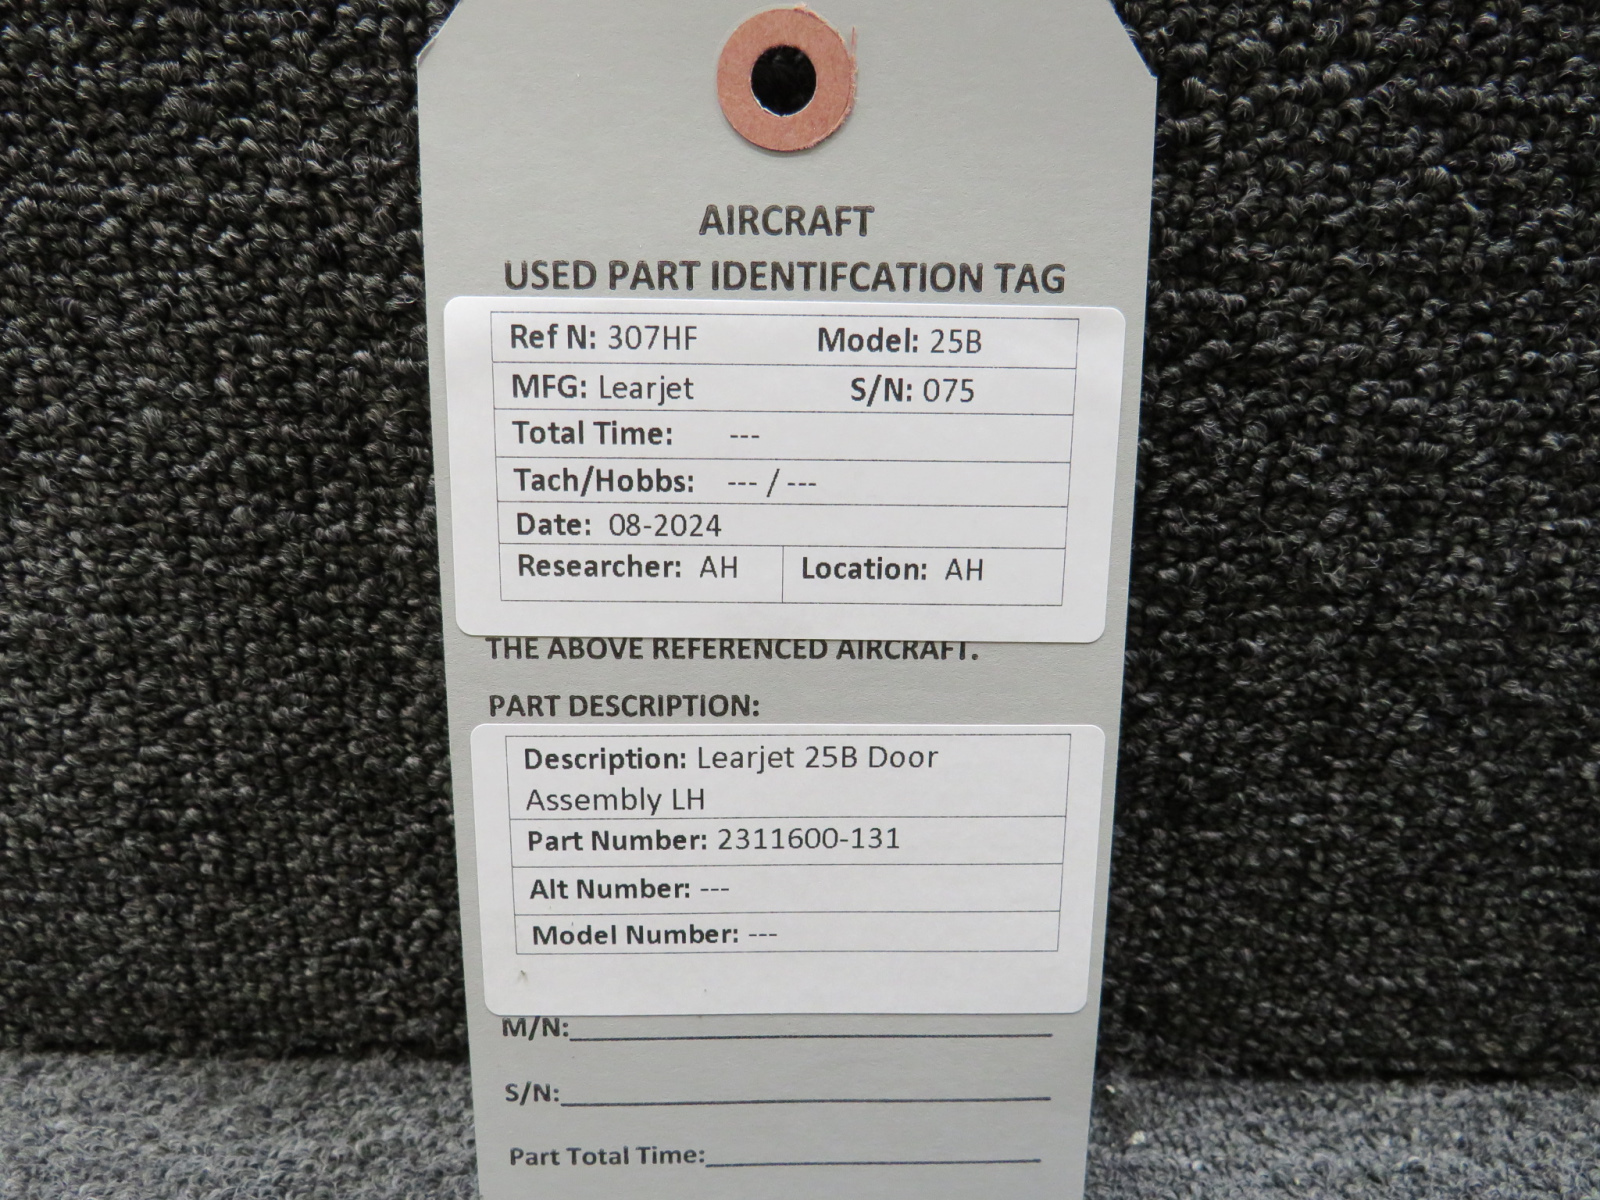 AIRCRAFT
USED PART IDENTIFCATION TAG
Ref N: 307HF Model: 25B
MFG: Learjet S/N: 075
Total Time: ---
Tach/Hobbs: --- / ---
Date: 08-2024
Researcher: AH Location: AH
THE ABOVE REFERENCED AIRCRAFT.
PART DESCRIPTION:
Description: Learjet 25B Door
Assembly LH
Part Number: 2311600-131
Alt Number: ---
Model Number: ---
M/N:
S/N:
Part Total Time: